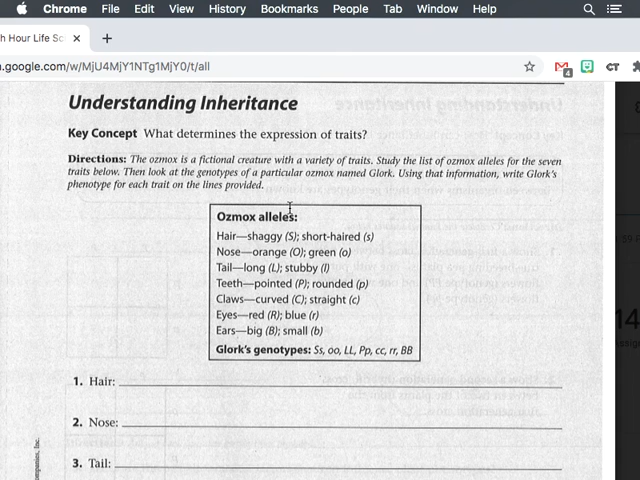 Chrome File Edit View History Bookmarks People Tab Window Help
h Hour Life Sc
.google.com/w/MjU4MjY1NTg1MjY0/t/all
4
Understanding Inheritance
Key Concept What determines the expression of traits?
Directions: The ozmox is a fictional creature with a variety of traits. Study the list of ozmox alleles for the seven
traits below. Then look at the genotypes of a particular ozmox named Glork. Using that information, write Glork's
phenotype for each trait on the lines provided.
Ozmox alleles:
Hair—shaggy (S); short-haired (s)
Nose—orange (O); green (o)
Tail—long (L); stubby (l)
Teeth—pointed (P); rounded (p)
Claws—curved (C); straight (c)
Eyes—red (R); blue (r)
Ears—big (B); small (b)
Glork's genotypes: Ss, oo, LL, Pp, cc, rr, BB
1. Hair:
2. Nose:
3. Tail:
ompanies, Inc.
14